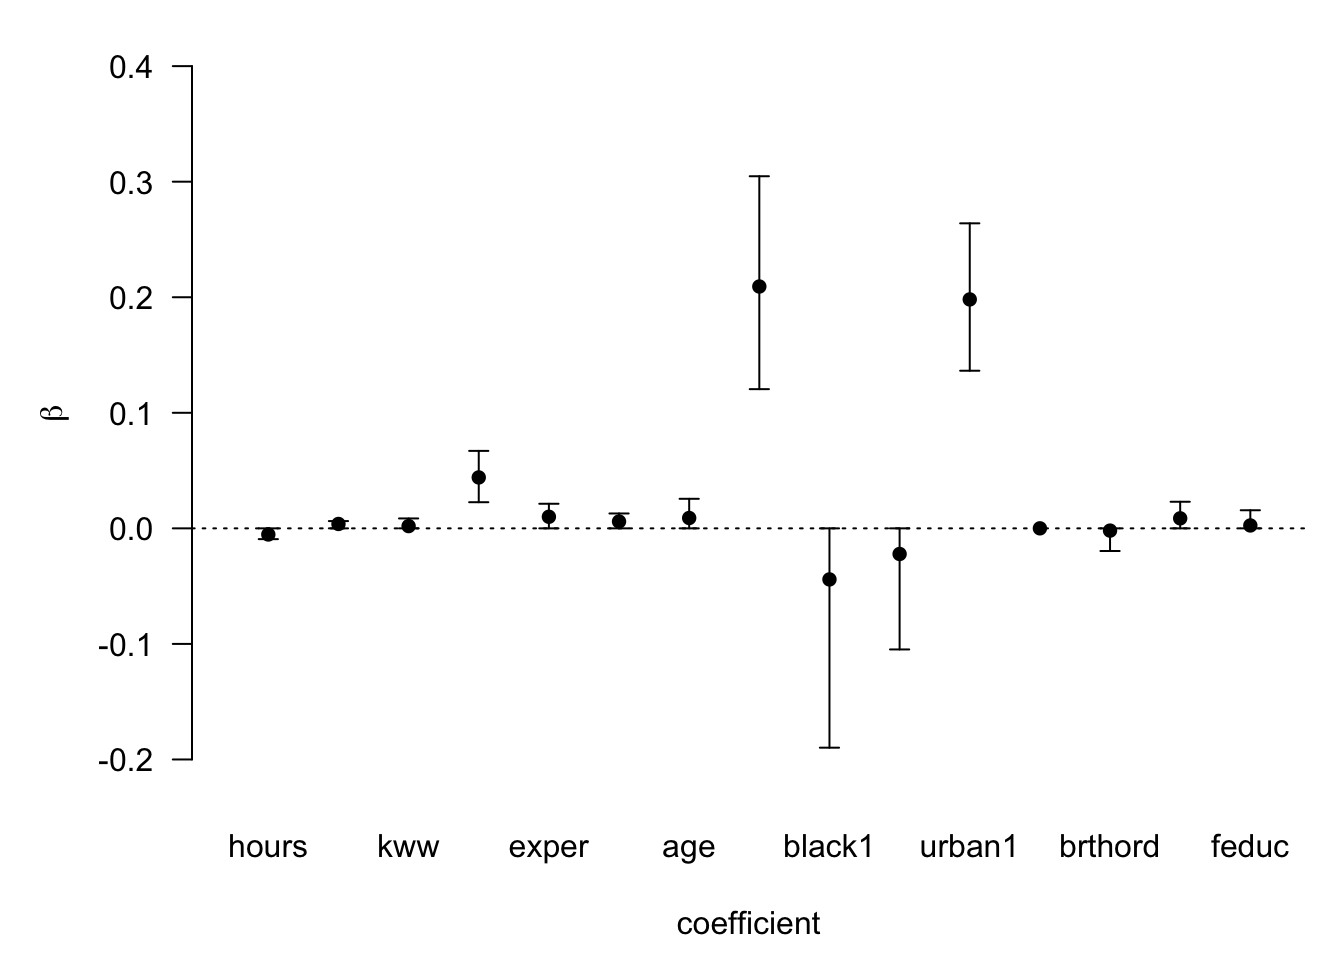 0.4
0.3
0.2
0.1
0.0
-0.1
-0.2
β
hours kww exper age black1 urban1 brthord feduc
coefficient